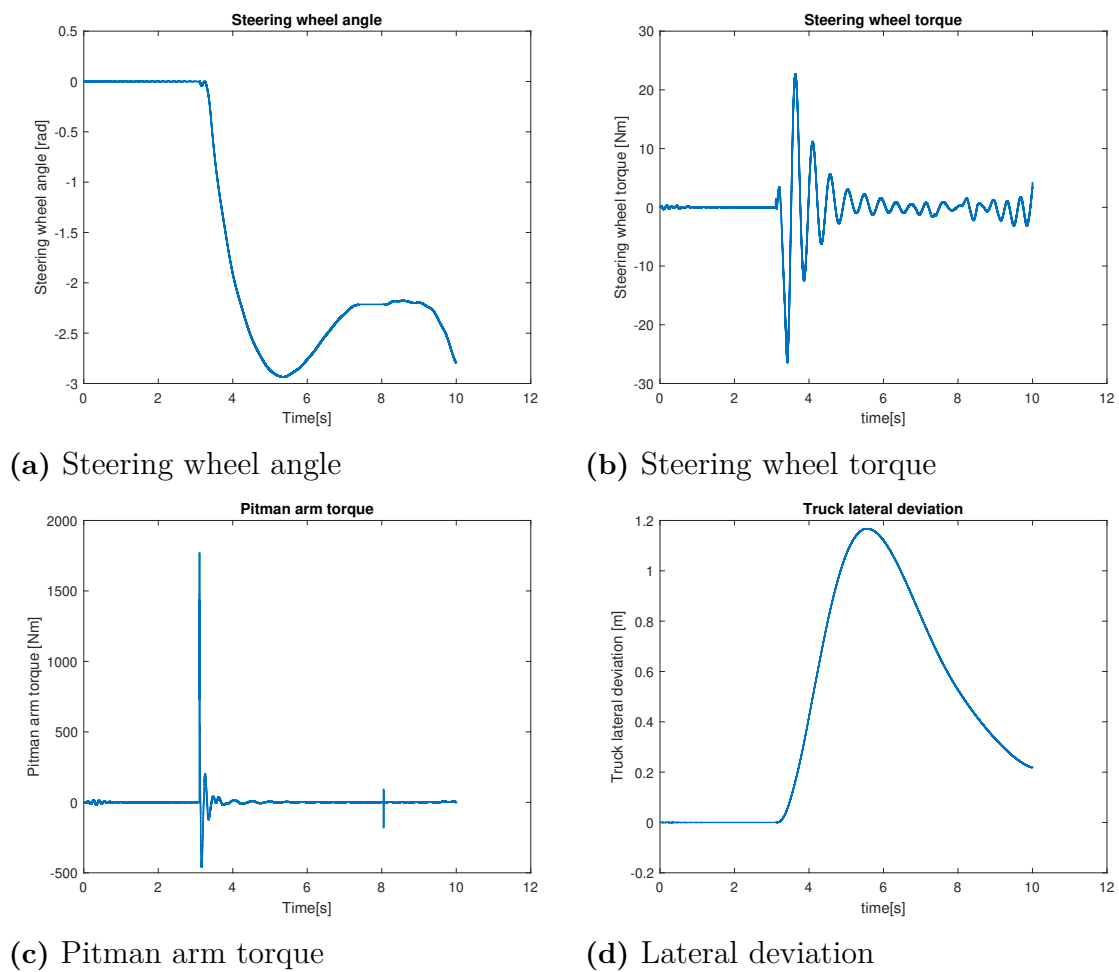 Steering wheel angle
0.5
0
-0.5
-1
-1.5
-2
-2.5
-3
Steering wheel angle [rad]
0 2 4 6 8 10 12
Time[s]
(a) Steering wheel angle
Steering wheel torque
30
20
10
0
-10
-20
-30
Steering wheel torque [Nm]
0 2 4 6 8 10 12
time[s]
(b) Steering wheel torque
Pitman arm torque
2000
1500
1000
500
0
-500
Pitman arm torque [Nm]
0 2 4 6 8 10 12
Time[s]
(c) Pitman arm torque
Truck lateral deviation
1.2
1
0.8
0.6
0.4
0.2
0
-0.2
Truck lateral deviation [m]
0 2 4 6 8 10 12
time[s]
(d) Lateral deviation